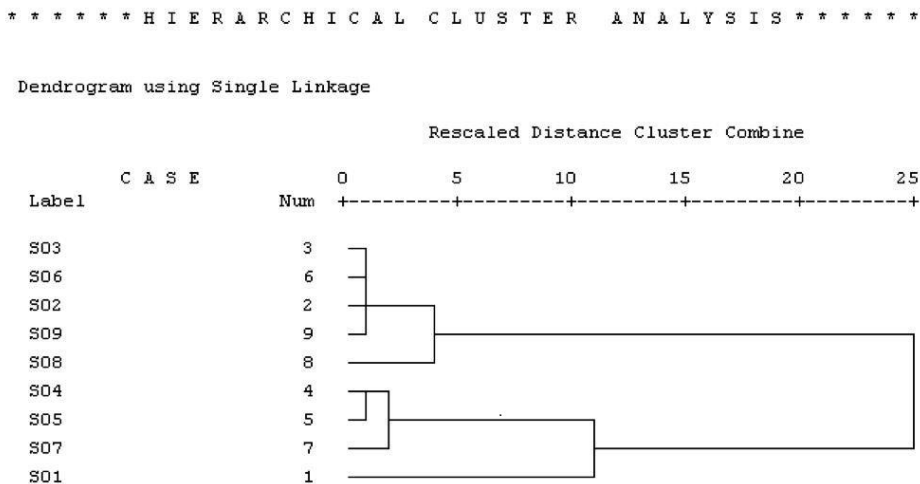 * * * * * * H I E R A R C H I C A L   C L U S T E R   A N A L Y S I S * * * * * *
Dendrogram using Single Linkage
Rescaled Distance Cluster Combine
C A S E 0 5 10 15 20 25
Label Num +---------+---------+---------+---------+---------+
S03 3
S06 6
S02 2
S09 9
S08 8
S04 4
S05 5
S07 7
S01 1